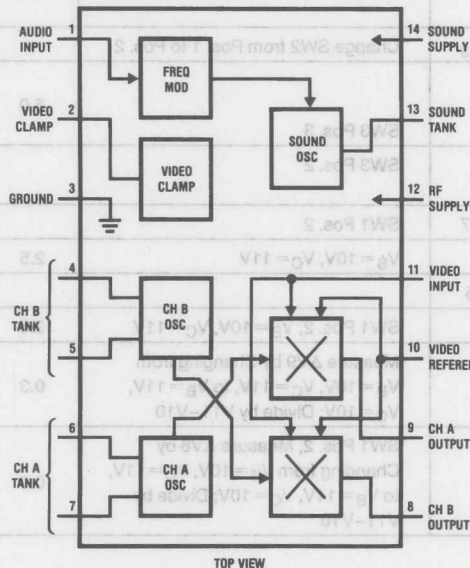 AUDIO INPUT 1
VIDEO CLAMP 2
GROUND 3
CH B TANK
4
5
CH A TANK
6
7
FREQ MOD
VIDEO CLAMP
SOUND OSC
CH B OSC
CH A OSC
14 SOUND SUPPLY
13 SOUND TANK
12 RF SUPPLY
11 VIDEO INPUT
10 VIDEO REFERE
9 CH A OUTPUT
8 CH B OUTPUT
TOP VIEW